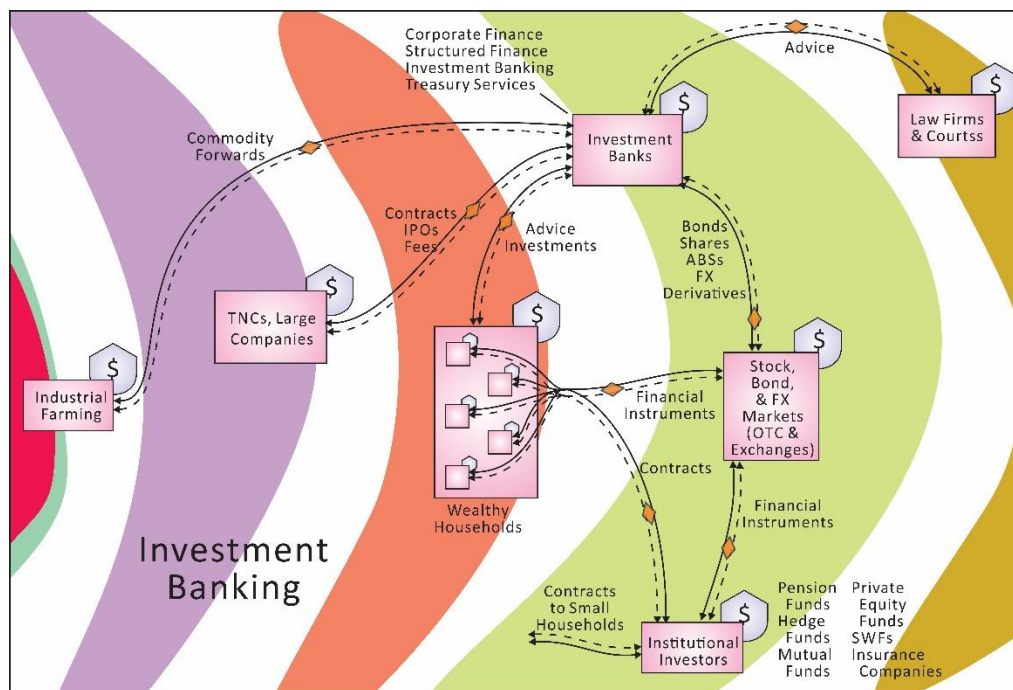 Corporate Finance
Structured Finance
Investment Banking
Treasury Services
Advice
$
$
Law Firms
& Courtss
Investment
Banks
Commodity
Forwards
Contracts
IPOs
Fees
Advice
Investments
Bonds
Shares
ABSs
FX
Derivatives
$
TNCs, Large
Companies
$
$
$
Industrial
Farming
Stock,
Bond,
& FX
Markets
(OTC &
Exchanges)
Financial
Instruments
Contracts
Wealthy
Households
Financial
Instruments
Investment
Banking
Contracts
to Small
Households
$
Institutional
Investors
Pension Private
Funds Equity
Hedge Funds
Funds SWFs
Mutual Insurance
Funds Companies